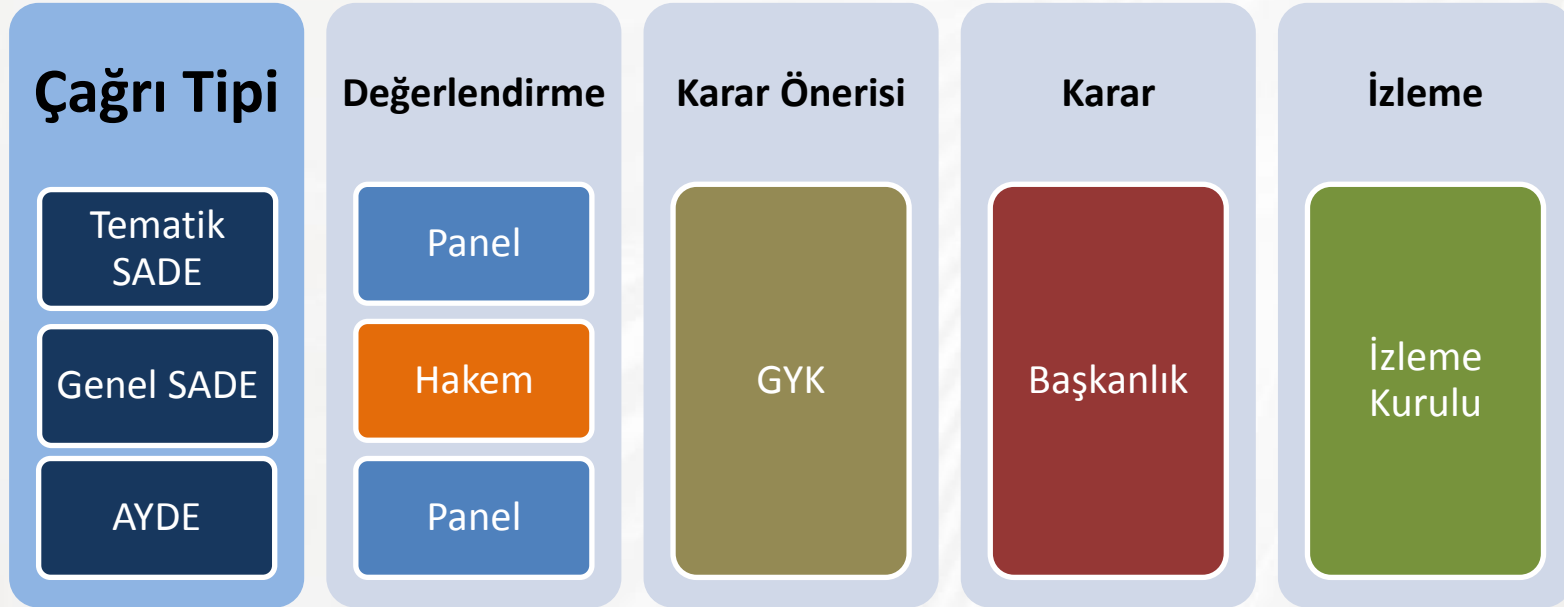 Çağrı Tipi
Tematik
SADE
Genel SADE
AYDE
Değerlendirme
Panel
Hakem
Panel
Karar Önerisi
GYK
Karar
Başkanlık
İzleme
İzleme
Kurulu